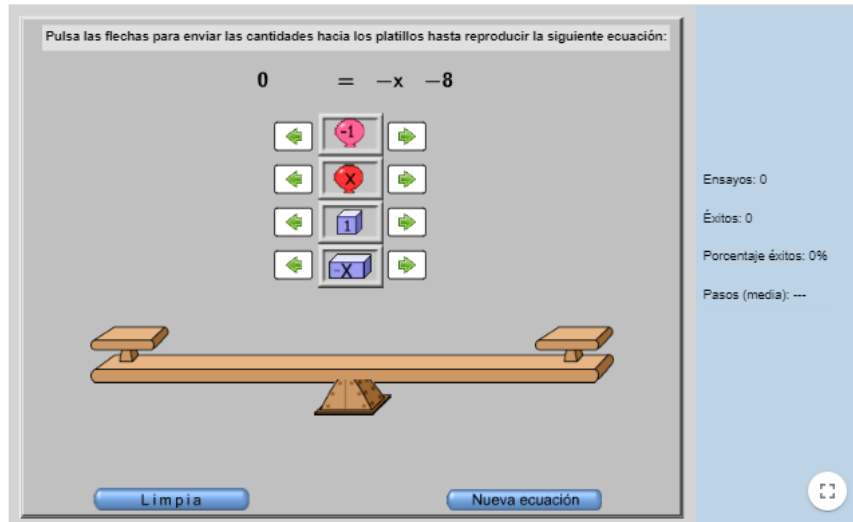 Pulsa las flechas para enviar las cantidades hacia los platillos hasta reproducir la siguiente ecuación:
0 = −x −8
-1
X
1
-X
Ensayos: 0
Éxitos: 0
Porcentaje éxitos: 0%
Pasos (media): ---
Limpia
Nueva ecuación